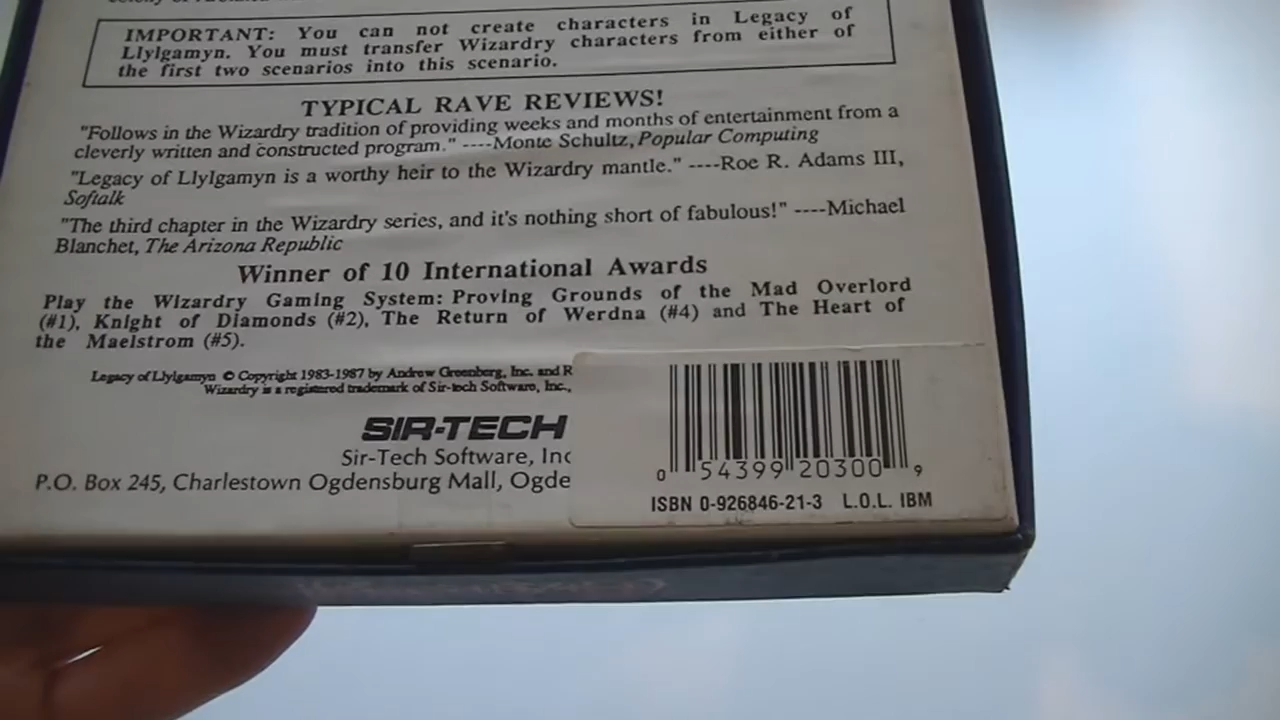 IMPORTANT: You can not create characters in Legacy of
Llylgamyn. You must transfer Wizardry characters from either of
the first two scenarios into this scenario.
TYPICAL RAVE REVIEWS!
"Follows in the Wizardry tradition of providing weeks and months of entertainment from a
cleverly written and constructed program." ----Monte Schultz, Popular Computing
"Legacy of Llylgamyn is a worthy heir to the Wizardry mantle." ----Roe R. Adams III,
Softalk
"The third chapter in the Wizardry series, and it's nothing short of fabulous!" ----Michael
Blanchet, The Arizona Republic
Winner of 10 International Awards
Play the Wizardry Gaming System: Proving Grounds of the Mad Overlord
(#1), Knight of Diamonds (#2), The Return of Werdna (#4) and The Heart of
the Maelstrom (#5).
Legacy of Llylgamyn © Copyright 1983-1987 by Andrew Greenberg, Inc. and R
Wizardry is a registered trademark of Sir-tech Software, Inc.,
SIR-TECH
Sir-Tech Software, Inc
P.O. Box 245, Charlestown Ogdensburg Mall, Ogde
0 54399 20300 9
ISBN 0-926846-21-3 L.O.L. IBM